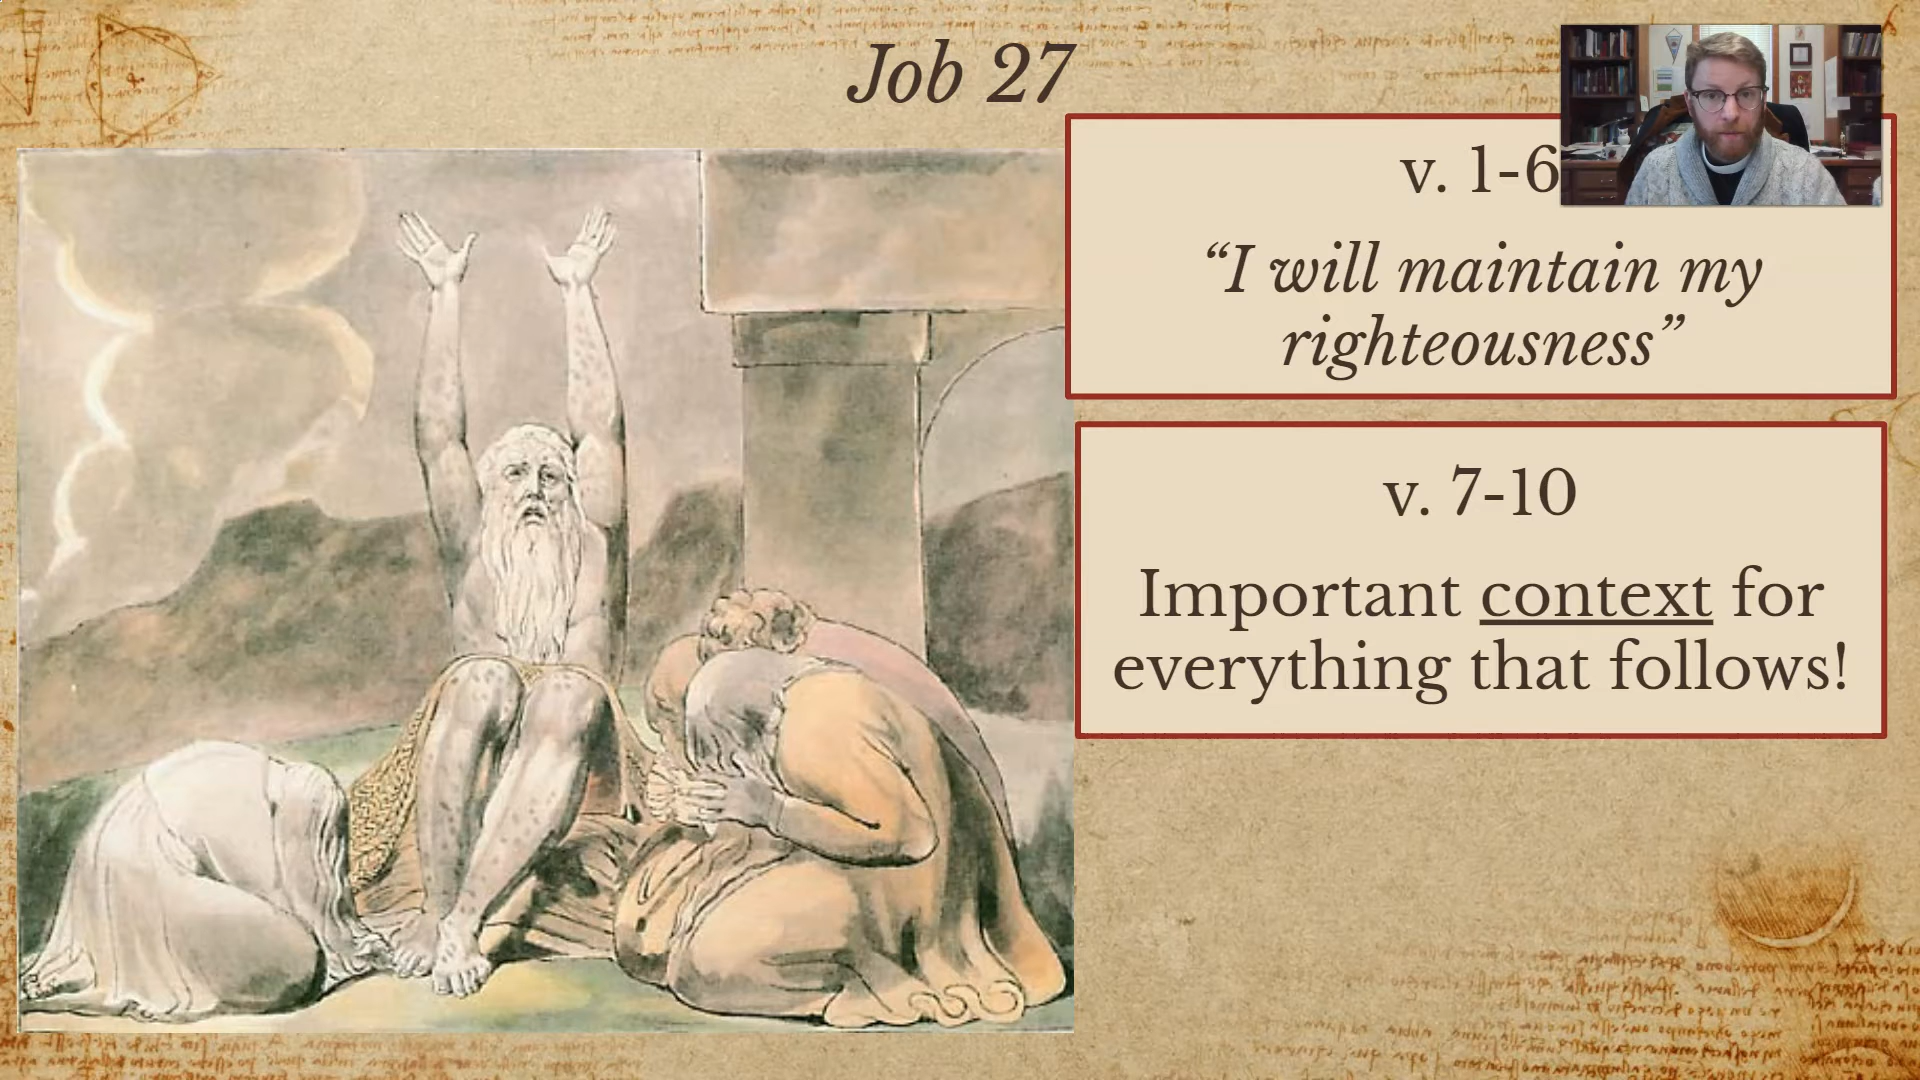 Job 27
v. 1-6
“I will maintain my
righteousness”
v. 7-10
Important context for
everything that follows!